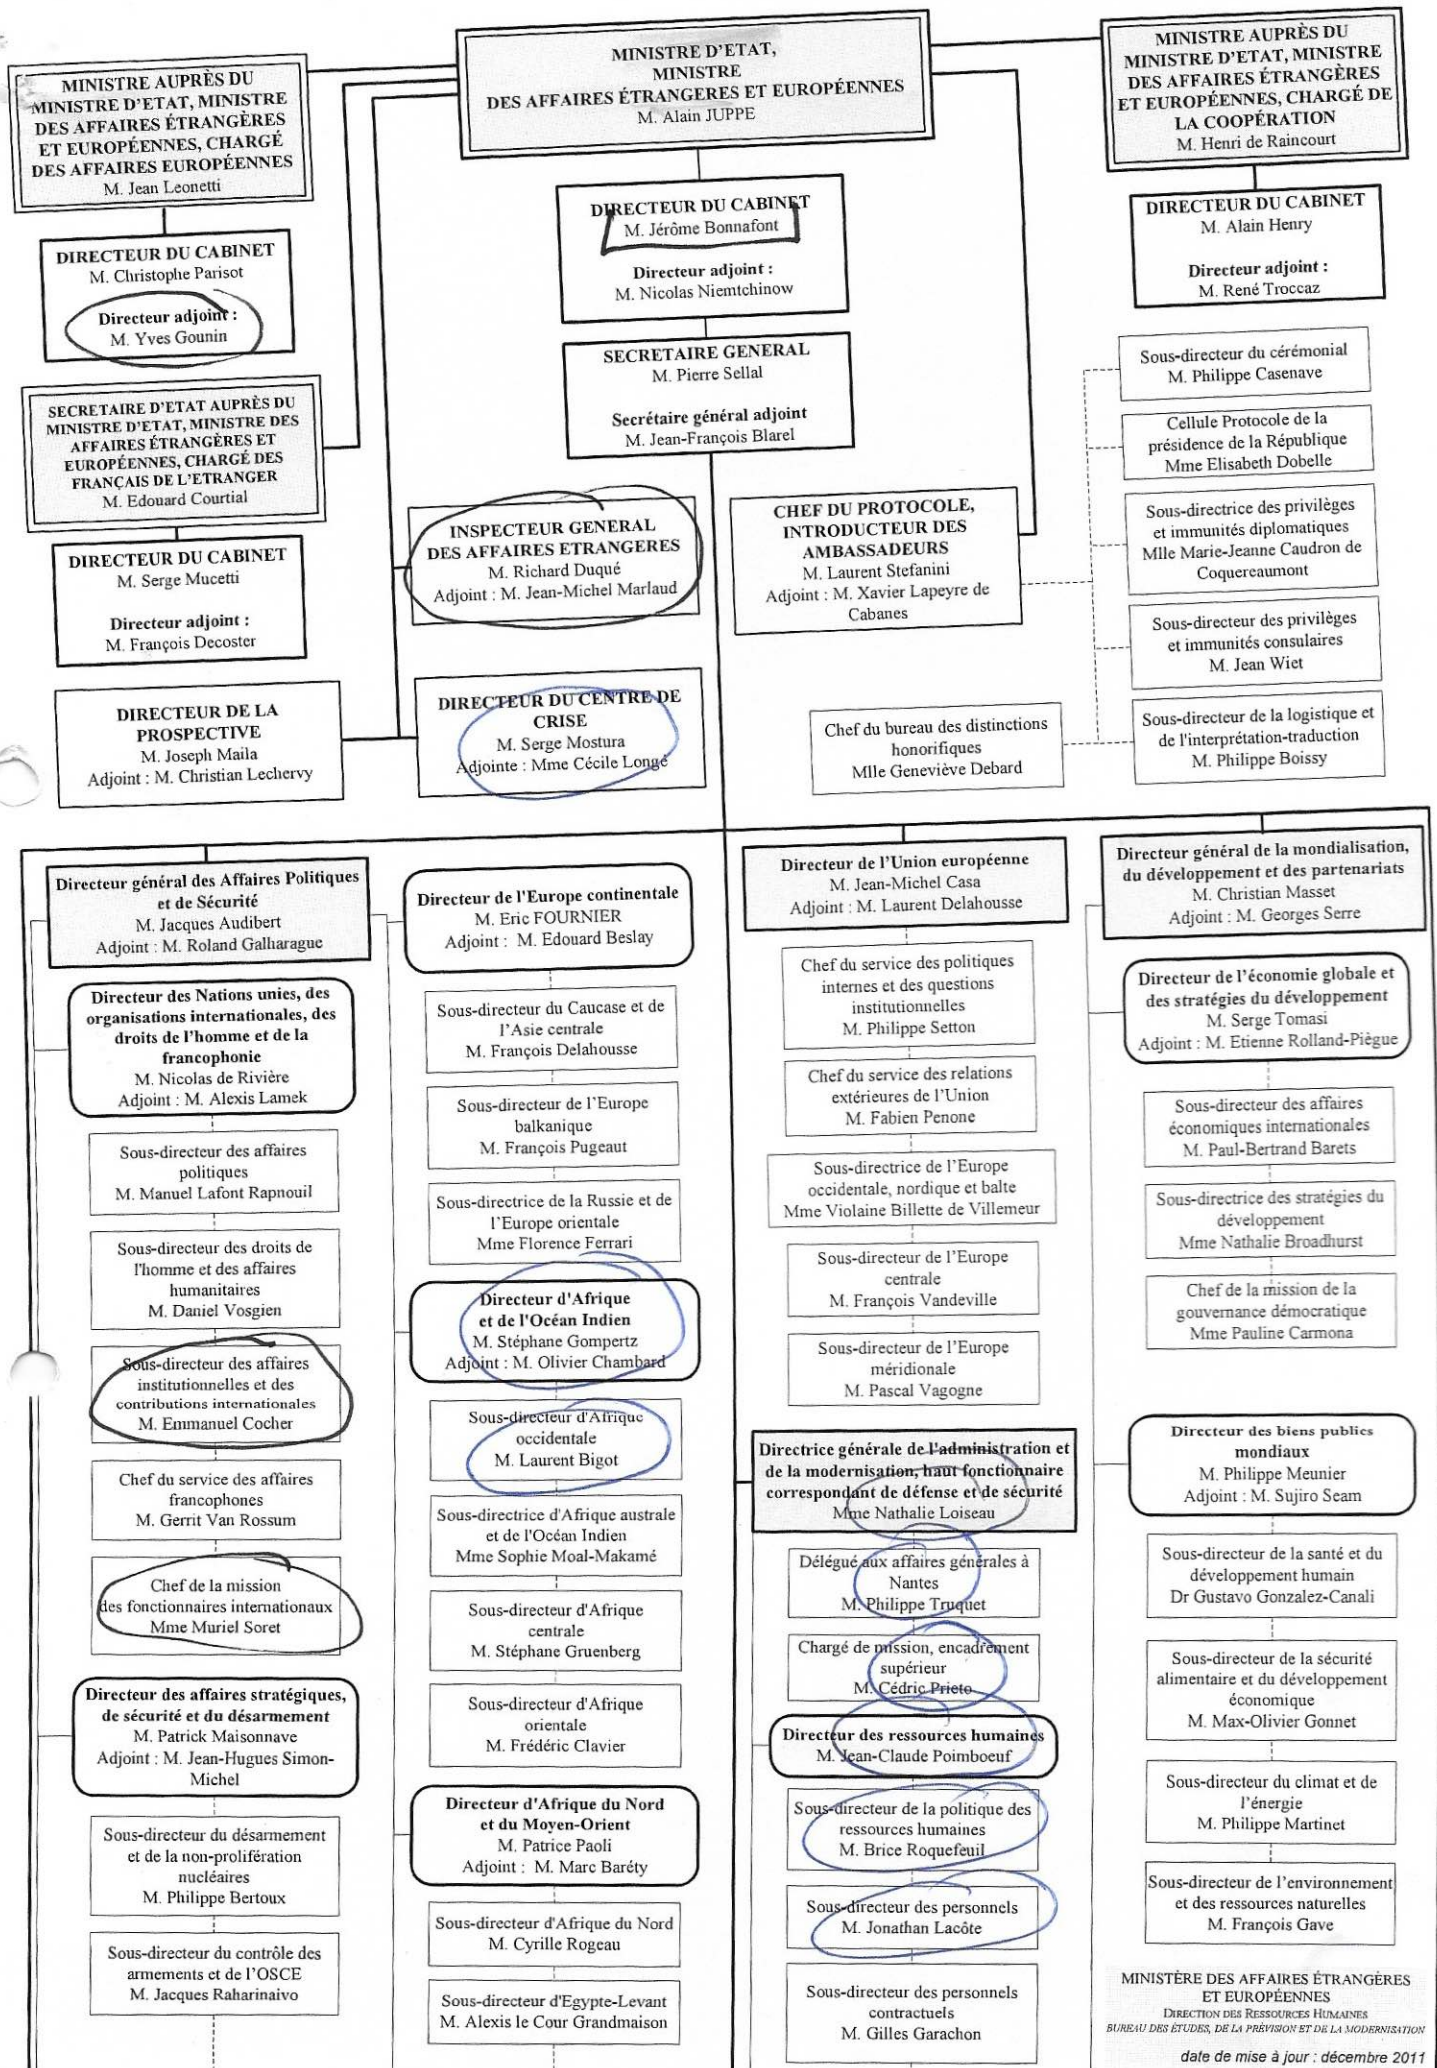 MINISTRE AUPRÈS DU
MINISTRE D'ETAT, MINISTRE
DES AFFAIRES ÉTRANGÈRES
ET EUROPÉENNES, CHARGÉ
DES AFFAIRES EUROPÉENNES
M. Jean Leonetti
MINISTRE D'ETAT,
MINISTRE
DES AFFAIRES ÉTRANGERES ET EUROPÉENNES
M. Alain JUPPE
MINISTRE AUPRÈS DU
MINISTRE D'ETAT, MINISTRE
DES AFFAIRES ÉTRANGÈRES
ET EUROPÉENNES, CHARGÉ DE
LA COOPÉRATION
M. Henri de Raincourt
DIRECTEUR DU CABINET
M. Christophe Parisot
Directeur adjoint :
M. Yves Gounin
DIRECTEUR DU CABINET
M. Jérôme Bonnafont
Directeur adjoint :
M. Nicolas Niemtchinow
DIRECTEUR DU CABINET
M. Alain Henry
Directeur adjoint :
M. René Troccaz
SECRETAIRE GENERAL
M. Pierre Sellal
Secrétaire général adjoint
M. Jean-François Blarel
SECRETAIRE D'ETAT AUPRÈS DU
MINISTRE D'ETAT, MINISTRE DES
AFFAIRES ÉTRANGÈRES ET
EUROPÉENNES, CHARGÉ DES
FRANÇAIS DE L'ETRANGER
M. Edouard Courtial
DIRECTEUR DU CABINET
M. Serge Mucetti
Directeur adjoint :
M. François Decoster
INSPECTEUR GENERAL
DES AFFAIRES ETRANGERES
M. Richard Duqué
Adjoint : M. Jean-Michel Marlaud
CHEF DU PROTOCOLE,
INTRODUCTEUR DES
AMBASSADEURS
M. Laurent Stefanini
Adjoint : M. Xavier Lapeyre de
Cabanes
Sous-directeur du cérémonial
M. Philippe Casenave
Cellule Protocole de la
présidence de la République
Mme Elisabeth Dobelle
Sous-directrice des privilèges
et immunités diplomatiques
Mlle Marie-Jeanne Caudron de
Coquereaumont
Sous-directeur des privilèges
et immunités consulaires
M. Jean Wiet
Sous-directeur de la logistique et
de l'interprétation-traduction
M. Philippe Boissy
Chef du bureau des distinctions
honorifiques
Mlle Geneviève Debard
DIRECTEUR DE LA
PROSPECTIVE
M. Joseph Maila
Adjoint : M. Christian Lechervy
DIRECTEUR DU CENTRE DE
CRISE
M. Serge Mostura
Adjointe : Mme Cécile Longé
Directeur général des Affaires Politiques
et de Sécurité
M. Jacques Audibert
Adjoint : M. Roland Galharague
Directeur des Nations unies, des
organisations internationales, des
droits de l'homme et de la
francophonie
M. Nicolas de Rivière
Adjoint : M. Alexis Lamek
Sous-directeur des affaires
politiques
M. Manuel Lafont Rapnouil
Sous-directeur des droits de
l'homme et des affaires
humanitaires
M. Daniel Vosgien
Sous-directeur des affaires
institutionnelles et des
contributions internationales
M. Emmanuel Cocher
Chef du service des affaires
francophones
M. Gerrit Van Rossum
Chef de la mission
des fonctionnaires internationaux
Mme Muriel Soret
Directeur des affaires stratégiques,
de sécurité et du désarmement
M. Patrick Maisonnave
Adjoint : M. Jean-Hugues Simon-
Michel
Sous-directeur du désarmement
et de la non-prolifération
nucléaires
M. Philippe Bertoux
Sous-directeur du contrôle des
armements et de l'OSCE
M. Jacques Raharinaivo
Directeur de l'Europe continentale
M. Eric FOURNIER
Adjoint : M. Edouard Beslay
Sous-directeur du Caucase et de
l'Asie centrale
M. François Delahousse
Sous-directeur de l'Europe
balkanique
M. François Pugeaut
Sous-directrice de la Russie et de
l'Europe orientale
Mme Florence Ferrari
Directeur d'Afrique
et de l'Océan Indien
M. Stéphane Gompertz
Adjoint : M. Olivier Chambard
Sous-directeur d'Afrique
occidentale
M. Laurent Bigot
Sous-directrice d'Afrique australe
et de l'Océan Indien
Mme Sophie Moal-Makamé
Sous-directeur d'Afrique
centrale
M. Stéphane Gruenberg
Sous-directeur d'Afrique
orientale
M. Frédéric Clavier
Directeur d'Afrique du Nord
et du Moyen-Orient
M. Patrice Paoli
Adjoint : M. Marc Baréty
Sous-directeur d'Afrique du Nord
M. Cyrille Rogeau
Sous-directeur d'Egypte-Levant
M. Alexis le Cour Grandmaison
Directeur de l'Union européenne
M. Jean-Michel Casa
Adjoint : M. Laurent Delahousse
Chef du service des politiques
internes et des questions
institutionnelles
M. Philippe Setton
Chef du service des relations
extérieures de l'Union
M. Fabien Penone
Sous-directrice de l'Europe
occidentale, nordique et balte
Mme Violaine Billette de Villemeur
Sous-directeur de l'Europe
centrale
M. François Vandeville
Sous-directeur de l'Europe
méridionale
M. Pascal Vagogne
Directrice générale de l'administration et
de la modernisation, haut fonctionnaire
correspondant de défense et de sécurité
Mme Nathalie Loiseau
Délégué aux affaires générales à
Nantes
M. Philippe Truquet
Chargé de mission, encadrement
supérieur
M. Cédric Prieto
Directeur des ressources humaines
M. Jean-Claude Poimboeuf
Sous-directeur de la politique des
ressources humaines
M. Brice Roquefeuil
Sous-directeur des personnels
M. Jonathan Lacôte
Sous-directeur des personnels
contractuels
M. Gilles Garachon
Directeur général de la mondialisation,
du développement et des partenariats
M. Christian Masset
Adjoint : M. Georges Serre
Directeur de l'économie globale et
des stratégies du développement
M. Serge Tomasi
Adjoint : M. Etienne Rolland-Piègue
Sous-directeur des affaires
économiques internationales
M. Paul-Bertrand Barets
Sous-directrice des stratégies du
développement
Mme Nathalie Broadhurst
Chef de la mission de la
gouvernance démocratique
Mme Pauline Carmona
Directeur des biens publics
mondiaux
M. Philippe Meunier
Adjoint : M. Sujiro Seam
Sous-directeur de la santé et du
développement humain
Dr Gustavo Gonzalez-Canali
Sous-directeur de la sécurité
alimentaire et du développement
économique
M. Max-Olivier Gonnet
Sous-directeur du climat et de
l'énergie
M. Philippe Martinet
Sous-directeur de l'environnement
et des ressources naturelles
M. François Gave
MINISTÈRE DES AFFAIRES ÉTRANGÈRES
ET EUROPÉENNES
DIRECTION DES RESSOURCES HUMAINES
BUREAU DES ÉTUDES, DE LA PRÉVISION ET DE LA MODERNISATION
date de mise à jour : décembre 2011